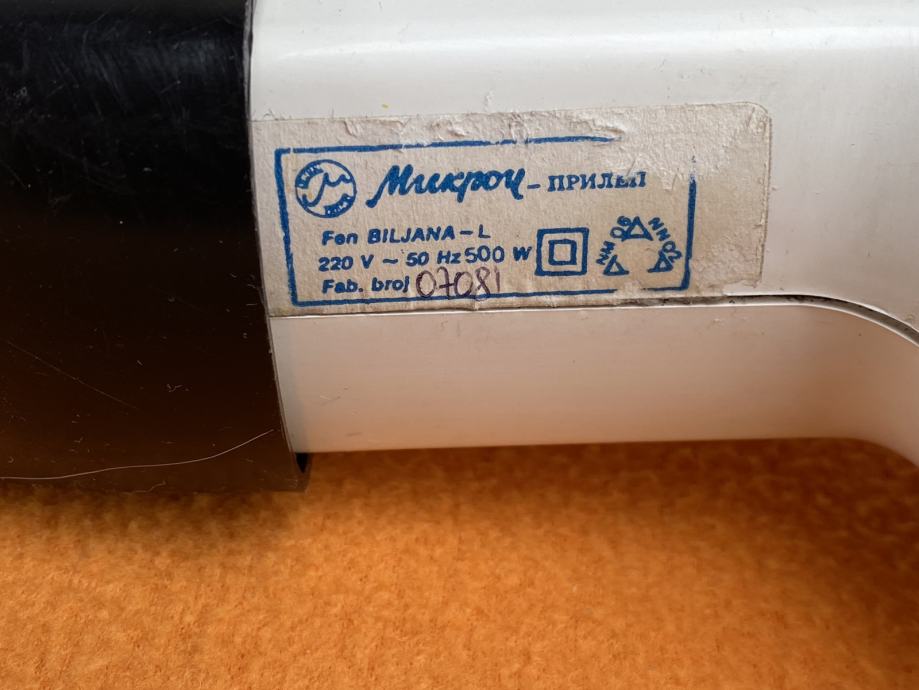 Микрон - ПРИЛЕП
Fen BILJANA - L
220 V ~ 50 Hz 500 W
Fab. broj 07081